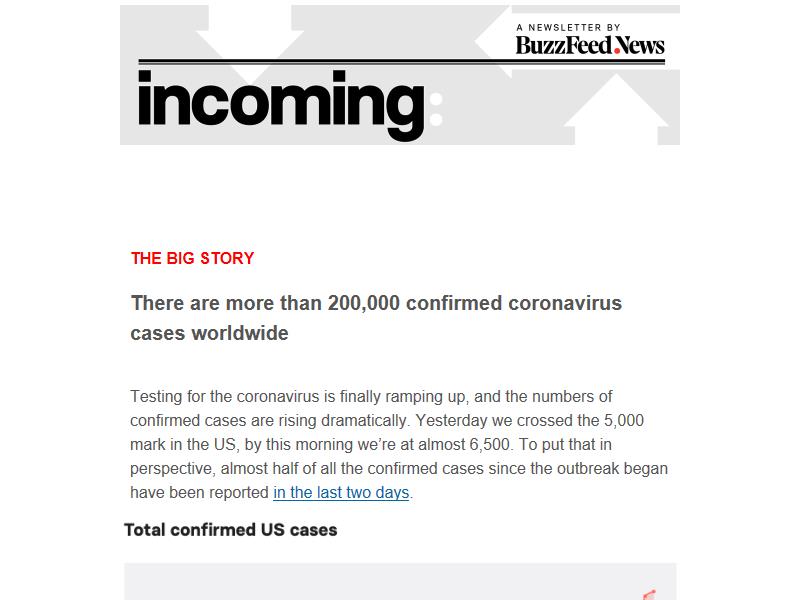 A NEWSLETTER BY
BuzzFeed News
incoming:
THE BIG STORY
There are more than 200,000 confirmed coronavirus
cases worldwide
Testing for the coronavirus is finally ramping up, and the numbers of
confirmed cases are rising dramatically. Yesterday we crossed the 5,000
mark in the US, by this morning we’re at almost 6,500. To put that in
perspective, almost half of all the confirmed cases since the outbreak began
have been reported in the last two days.
Total confirmed US cases